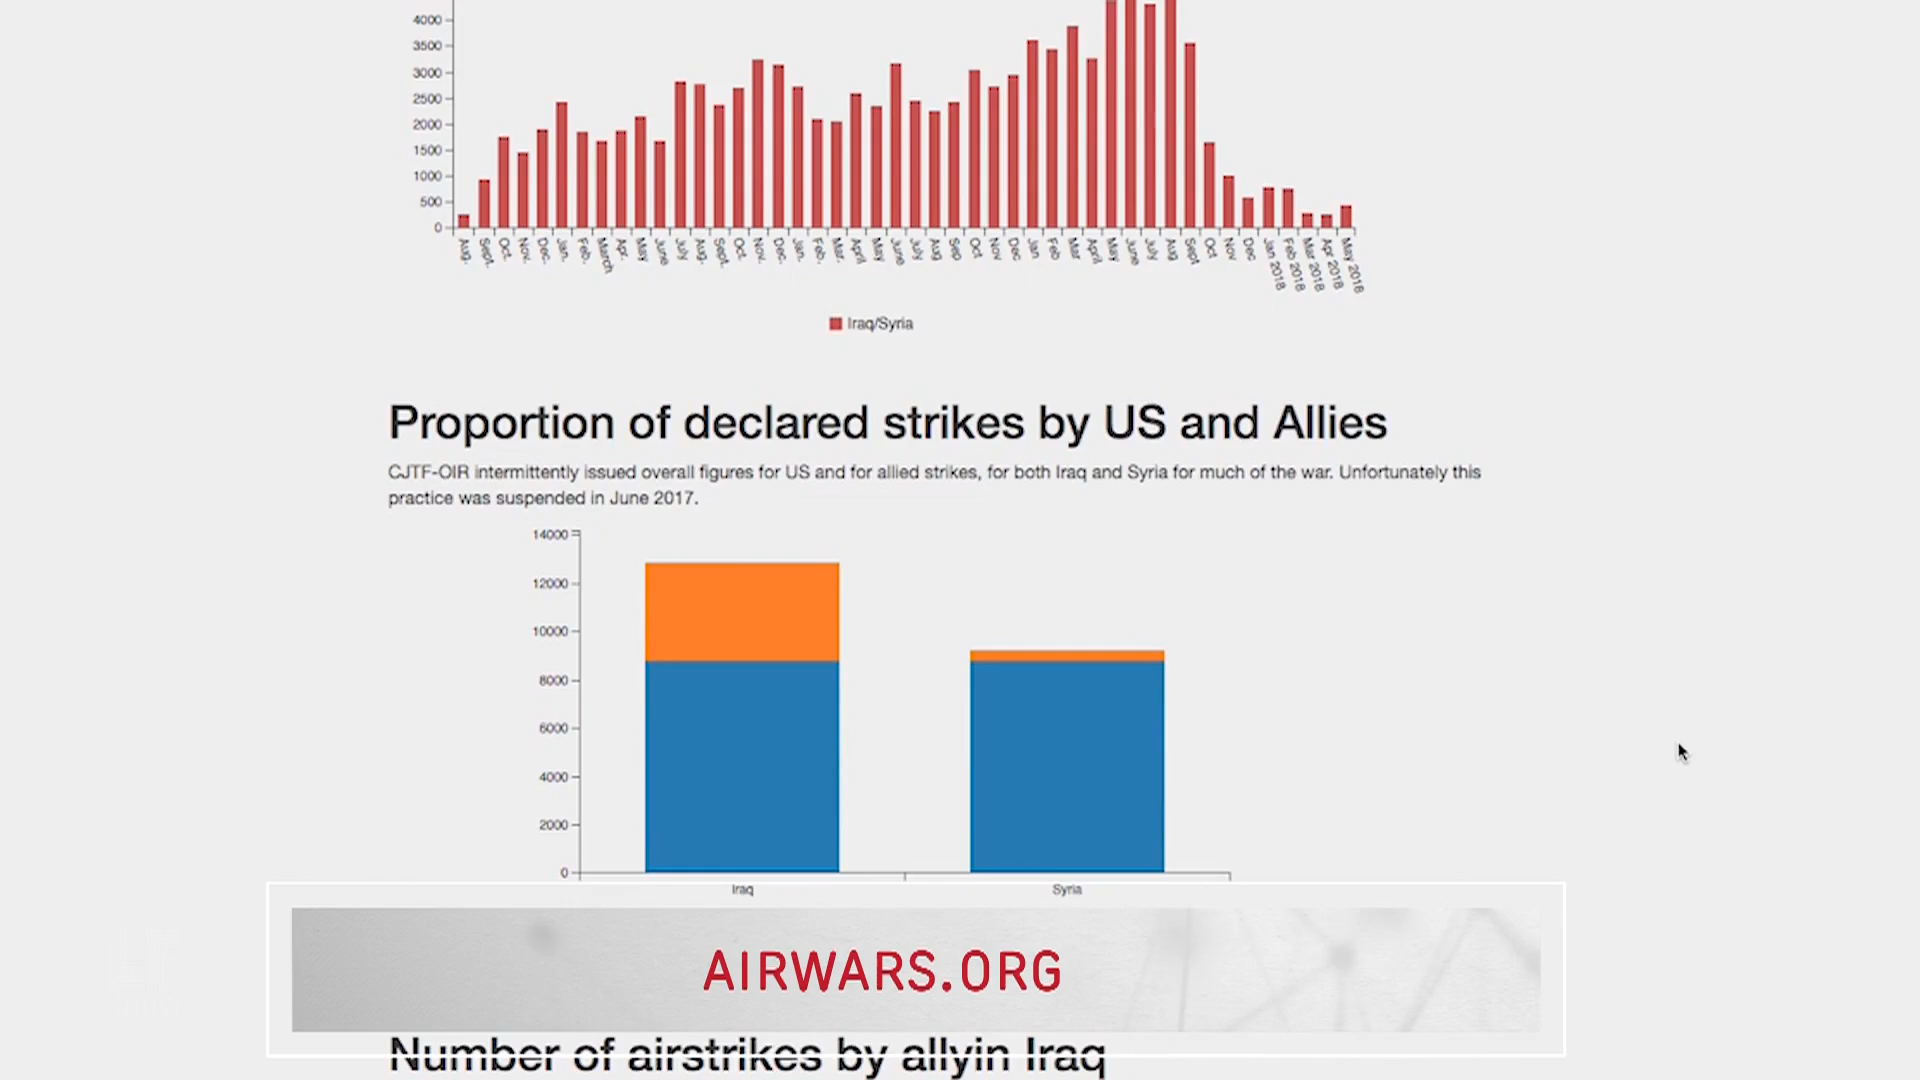 4000
3500
3000
2500
2000
1500
1000
500
0
Aug. Sept. Oct. Nov. Dec. Jan. Feb. March Apr. May June July Aug. Sept. Oct. Nov. Dec. Jan. Feb. Mar. April May June July Aug Sep Oct Nov Dec Jan Feb Mar April May June July Aug Sept Oct Nov Dec Jan 2018 Feb 2018 Mar 2018 Apr 2018 May 2018
Iraq/Syria
Proportion of declared strikes by US and Allies
CJTF-OIR intermittently issued overall figures for US and for allied strikes, for both Iraq and Syria for much of the war. Unfortunately this
practice was suspended in June 2017.
14000
12000
10000
8000
6000
4000
2000
0
Iraq Syria
AIRWARS.ORG
Number of airstrikes by allyin Iraq